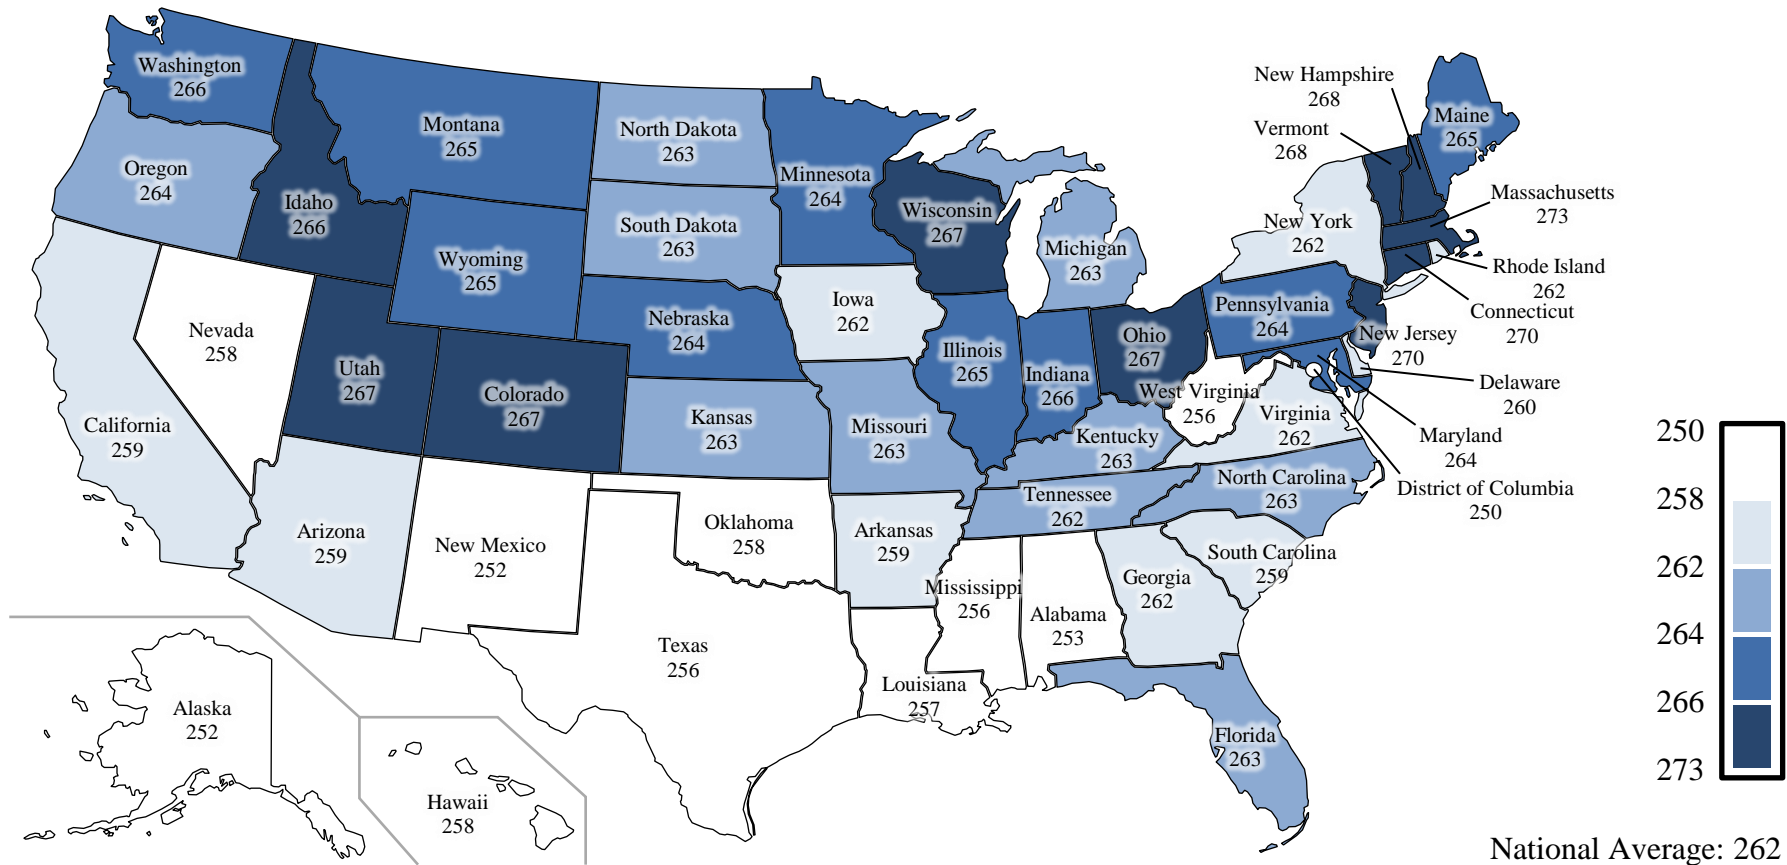 Washington
266
Oregon
264
California
259
Nevada
258
Idaho
266
Montana
265
Wyoming
265
Utah
267
Colorado
267
Arizona
259
New Mexico
252
North Dakota
263
South Dakota
263
Nebraska
264
Kansas
263
Oklahoma
258
Texas
256
Minnesota
264
Iowa
262
Missouri
263
Arkansas
259
Louisiana
257
Wisconsin
267
Illinois
265
Michigan
263
Indiana
266
Ohio
267
Kentucky
263
Tennessee
262
Mississippi
256
Alabama
253
Georgia
262
Florida
263
South Carolina
259
North Carolina
263
Virginia
262
West Virginia
256
Pennsylvania
264
New York
262
Vermont
268
New Hampshire
268
Maine
265
Massachusetts
273
Rhode Island
262
Connecticut
270
New Jersey
270
Delaware
260
Maryland
264
District of Columbia
250
Alaska
252
Hawaii
258
250
258
262
264
266
273
National Average: 262